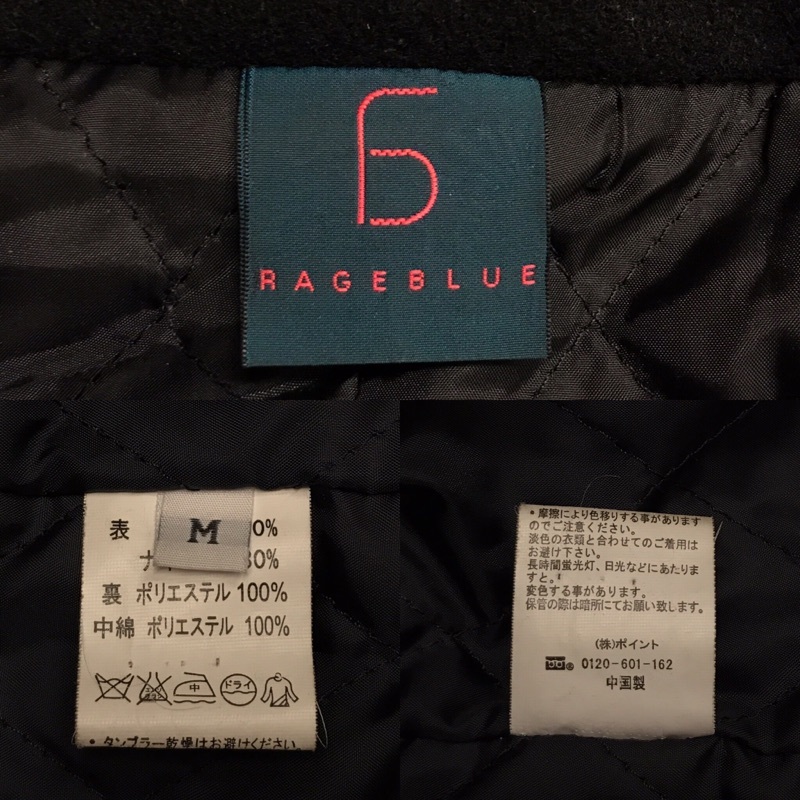 RAGEBLUE
M
表 0%
ナ 80%
裏 ポリエステル 100%
中綿 ポリエステル 100%
中
ドライ
・タンブラー乾燥はお避けください。
・摩擦により色移りする事があります
のでご注意ください。
淡色の衣類と合わせてのご着用は
お避け下さい。
長時間蛍光灯、日光などにあたりま
すと。
変色する事があります。
保管の際は暗所にてお願い致します。
(株)ポイント
0120-601-162
中国製